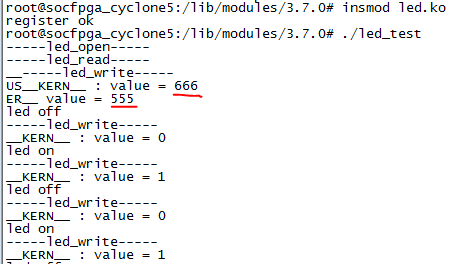 root@socfpga_cyclone5:/lib/modules/3.7.0# insmod led.ko
register ok
root@socfpga_cyclone5:/lib/modules/3.7.0# ./led_test
-----led_open-----
-----led_read-----
__------led_write-----
US__KERN__ : value = 666
ER__ value = 555
led off
-----led_write-----
__KERN__ : value = 0
led on
-----led_write-----
__KERN__ : value = 1
led off
-----led_write-----
__KERN__ : value = 0
led on
-----led_write-----
__KERN__ : value = 1